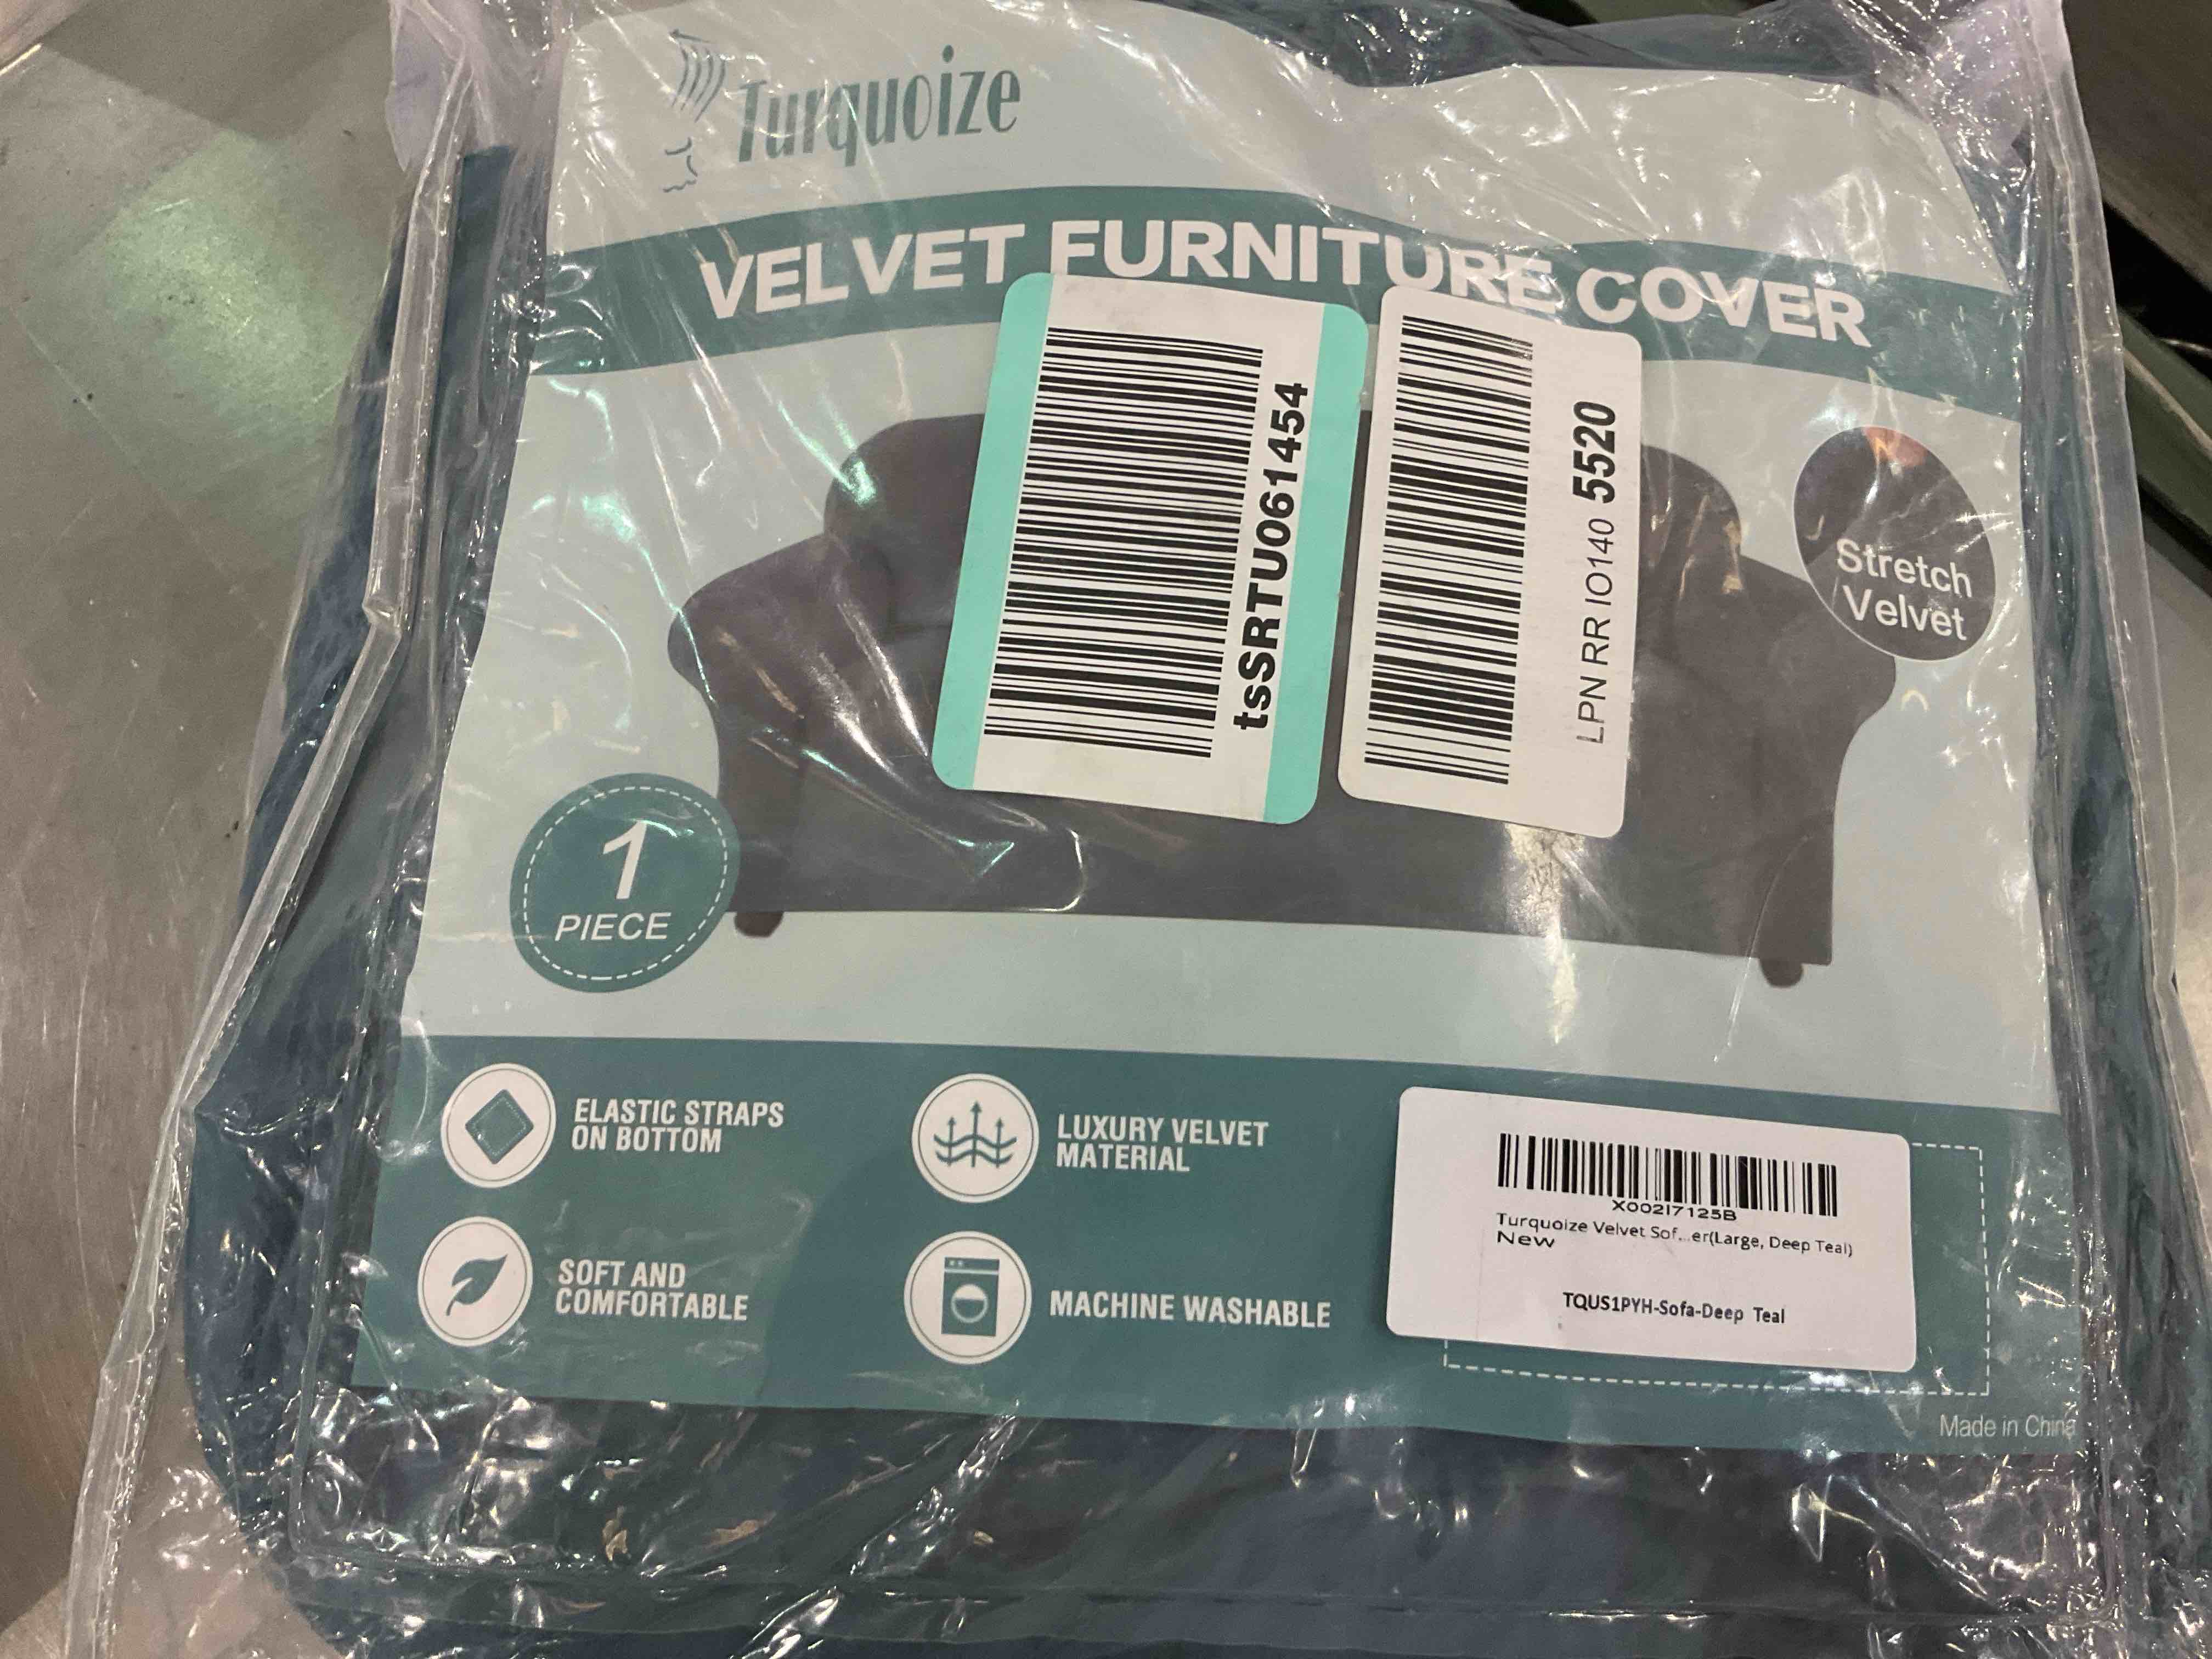 Turquoize
VELVET FURNITURE COVER
tsSRTU061454
LPN RR IO140 5520
Stretch
Velvet
1
PIECE
ELASTIC STRAPS
ON BOTTOM
LUXURY VELVET
MATERIAL
SOFT AND
COMFORTABLE
MACHINE WASHABLE
X002I7125B
Turquoize Velvet Sof...er(Large, Deep Teal)
New
TQUS1PYH-Sofa-Deep Teal
Made in China